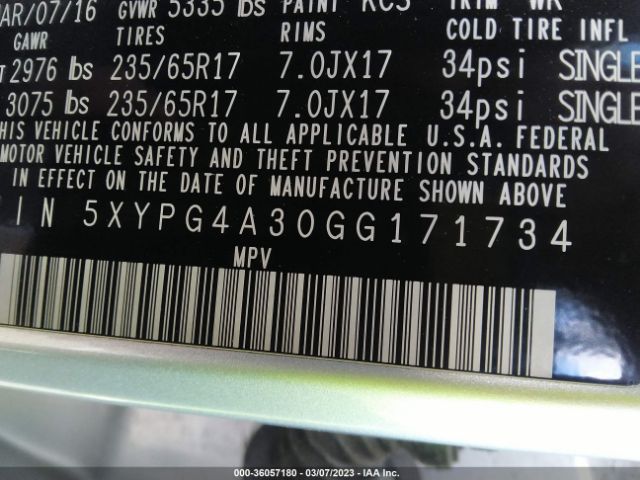 MAR/07/16 GVWR 5335 lbs PAINT KCS TRIM WK
GAWR TIRES RIMS COLD TIRE INFL
2976 lbs 235/65R17 7.0JX17 34psi SINGLE
3075 lbs 235/65R17 7.0JX17 34psi SINGLE
THIS VEHICLE CONFORMS TO ALL APPLICABLE U.S.A. FEDERAL
MOTOR VEHICLE SAFETY AND THEFT PREVENTION STANDARDS
IN EFFECT ON THE DATE OF MANUFACTURE SHOWN ABOVE
IN 5XYPG4A30GG171734
MPV
000-36057180 — 03/07/2023 — IAA Inc.